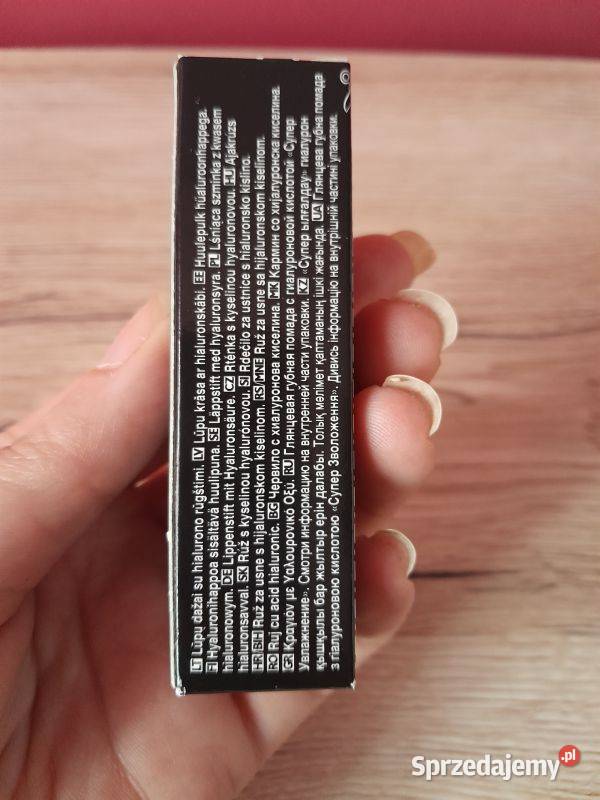 LT Lūpų dažai su hialurono rūgštimi. LV Lūpu krāsa ar hialuronskābi. EE Huulepulk hüaluroonhappega.
FI Hyaluronihappoa sisältävä huulipuna. SE Läppstift med hyaluronsyra. PL Lśniąca szminka z kwasem
hialuronowym. DE Lippenstift mit Hyaluronsäure. CZ Rtěnka s kyselinou hyaluronovou. HU Ajakrúzs
hialuronsavval. SK Rúž s kyselinou hyalurónovou. SI Rdečilo za ustnice s hialuronsko kislino.
HR/BIH Ruž za usne s hijaluronskom kiselinom. RS/MNE Ruž za usne sa hijaluronskom kiselinom.
RO Ruj cu acid hialuronic. BG Червило с хиалуронова киселина. MK Кармин со хијалуронска киселина.
GR Κραγιόν με Υαλουρονικό Οξύ. RU Глянцевая губная помада с гиалуроновой кислотой «Супер
Увлажнение». Смотри информацию на внутренней части упаковки. KZ «Супер ылғалдау» гиалурон
қышқылы бар жылтыр ерін далабы. Толық мәлімет қаптаманың ішкі жағында. UA Глянцева губна помада
з гіалуроновою кислотою «Супер Зволоження». Дивись інформацію на внутрішній частині упаковки.
Sprzedajemy.pl